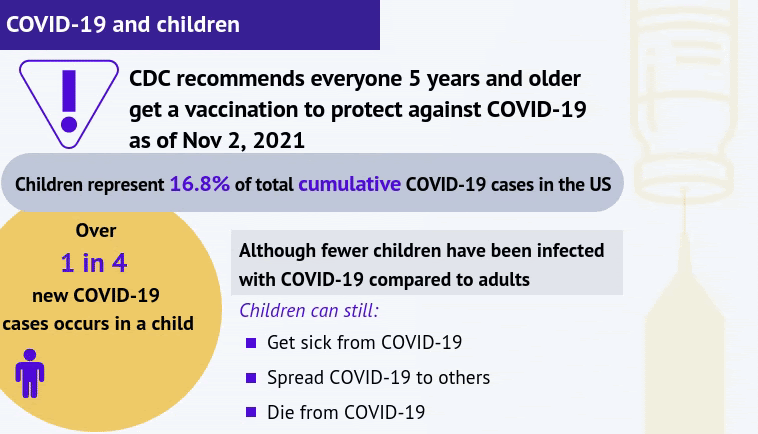 COVID-19 and children
CDC recommends everyone 5 years and older
get a vaccination to protect against COVID-19
as of Nov 2, 2021
Children represent 16.8% of total cumulative COVID-19 cases in the US
Over
1 in 4
new COVID-19
cases occurs in a child
Although fewer children have been infected
with COVID-19 compared to adults
Children can still:
Get sick from COVID-19
Spread COVID-19 to others
Die from COVID-19